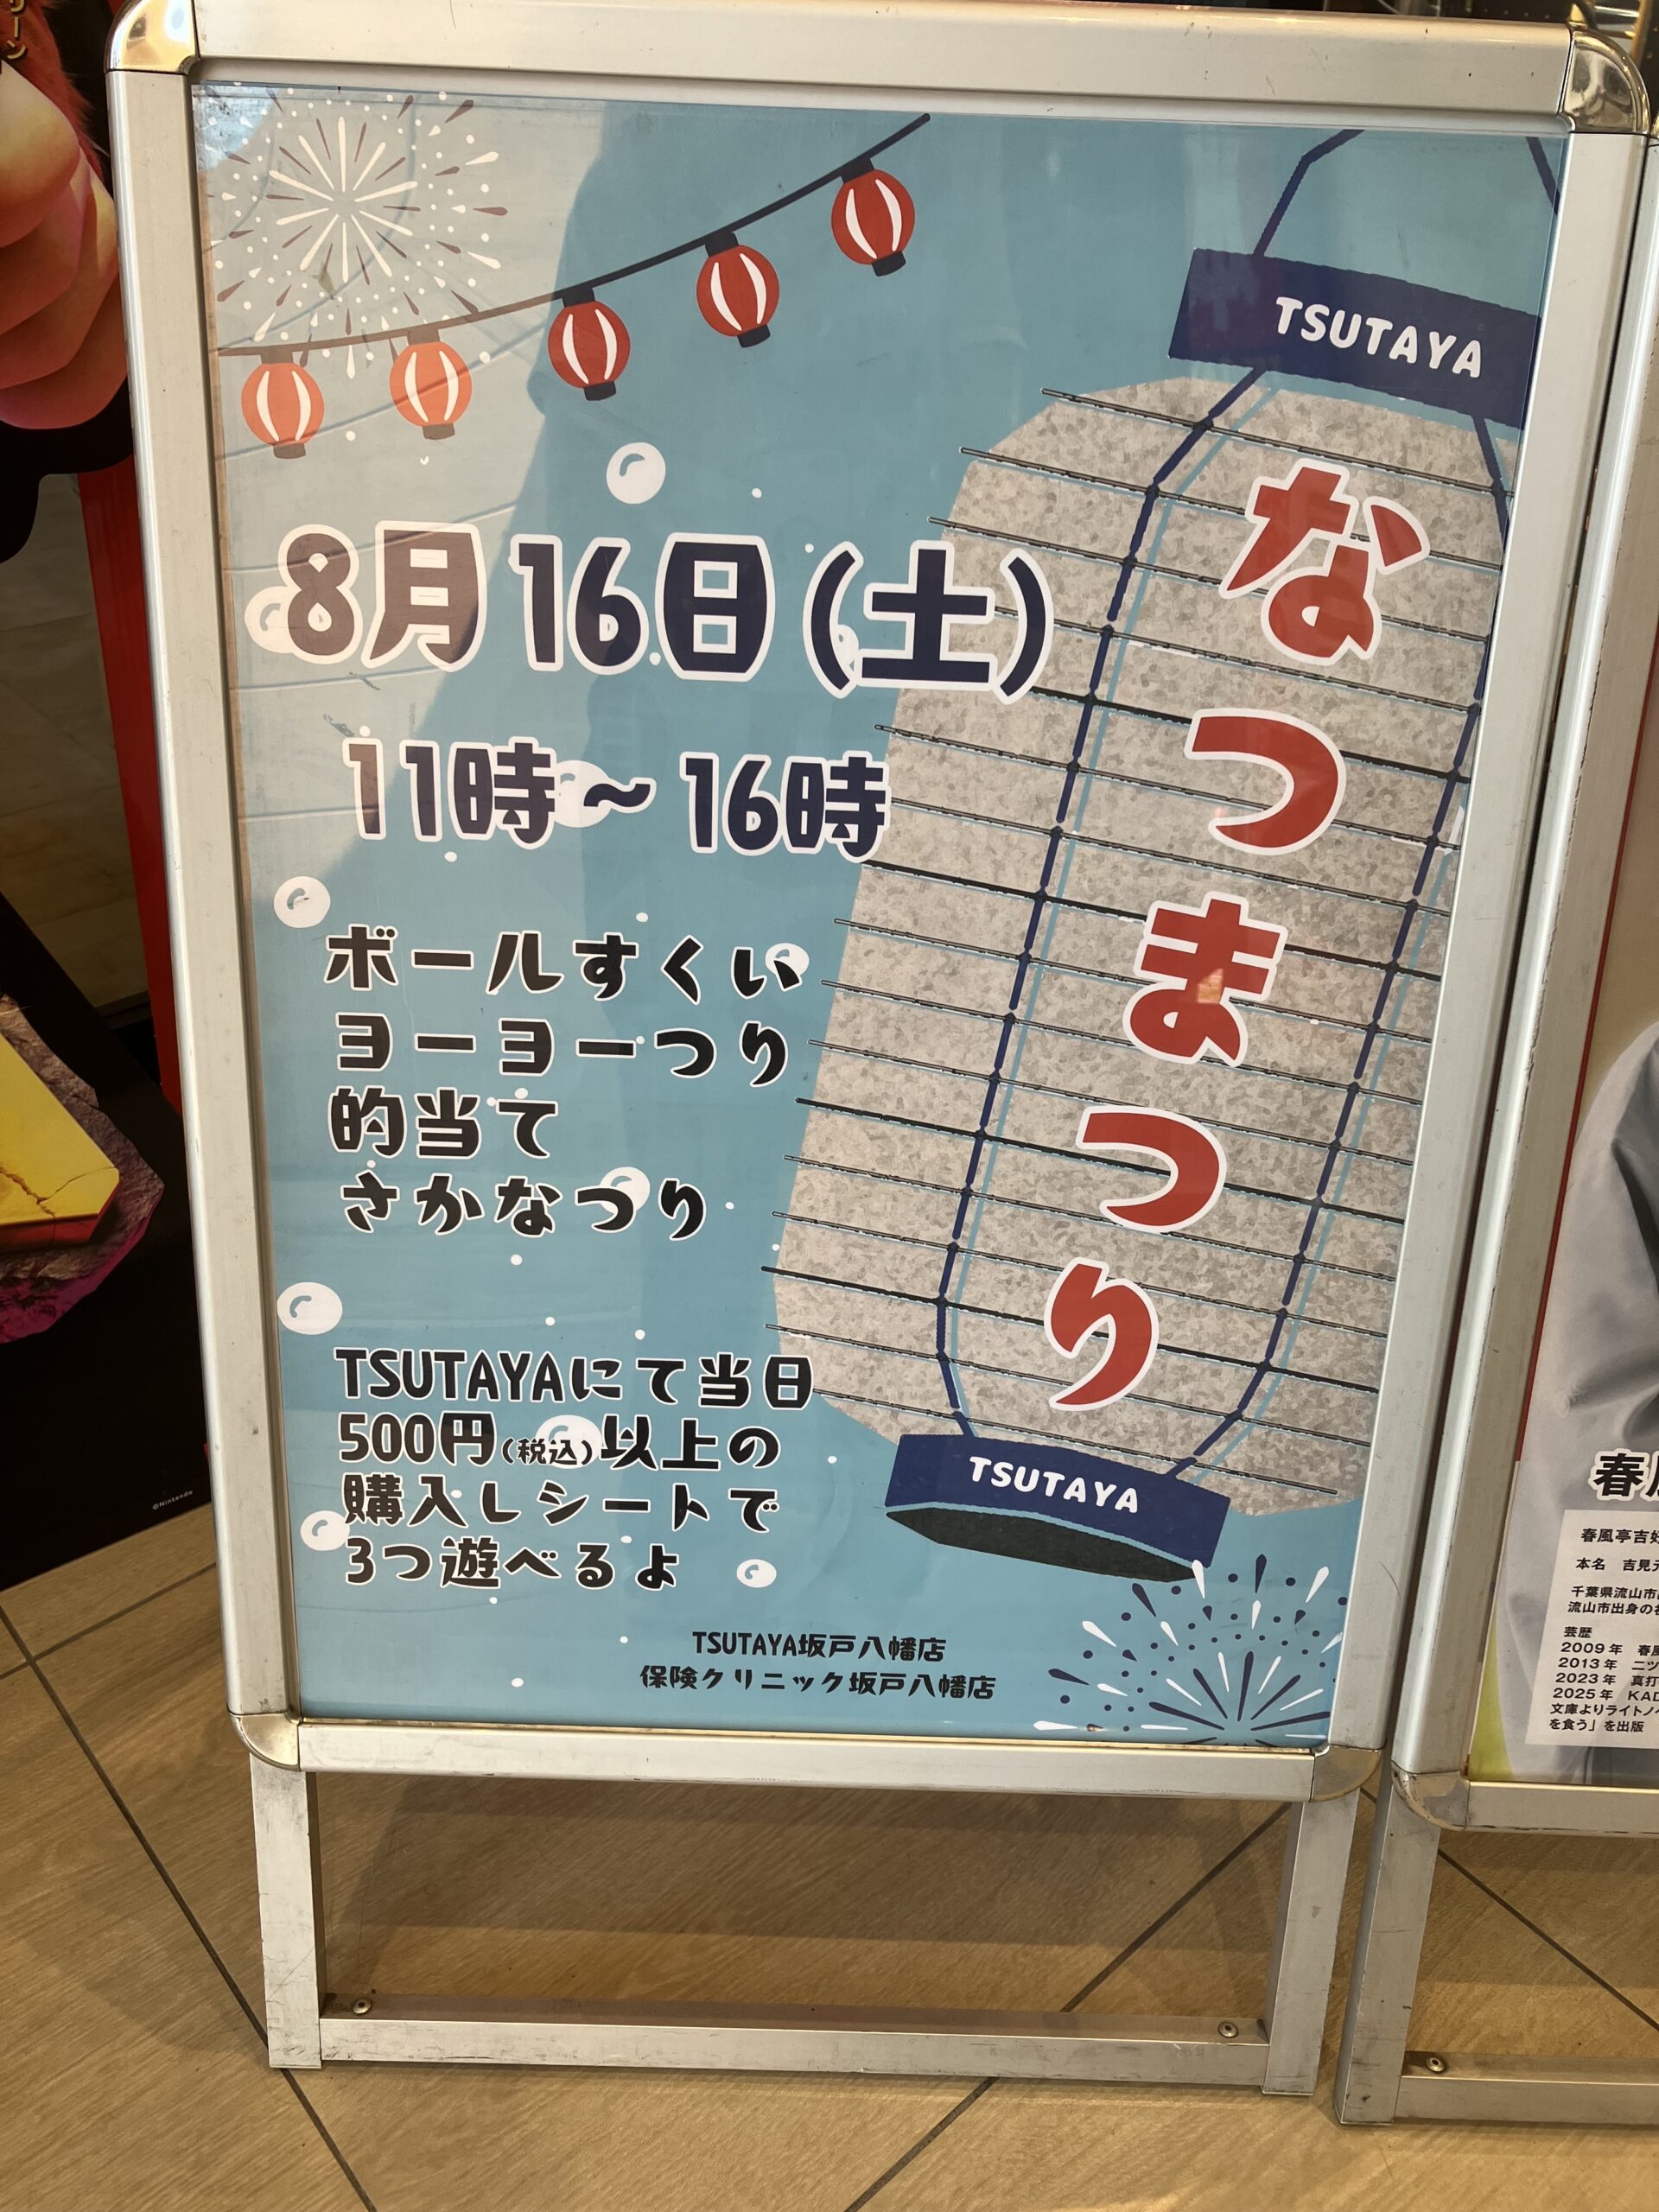 TSUTAYA
なつまつり
TSUTAYA
8月16日(土)
11時～16時
ボールすくい
ヨーヨーつり
的当て
さかなつり
TSUTAYAにて当日
500円(税込)以上の
購入レシートで
3つ遊べるよ
TSUTAYA坂戸八幡店
保険クリニック坂戸八幡店
©Nintendo
春風亭吉好
本名 吉見
千葉県流山市
流山市出身の
芸歴
2009年 春風
2013年 二ツ
2023年 真打
2025年 KAD
文庫よりライトノ
を食う」を出版